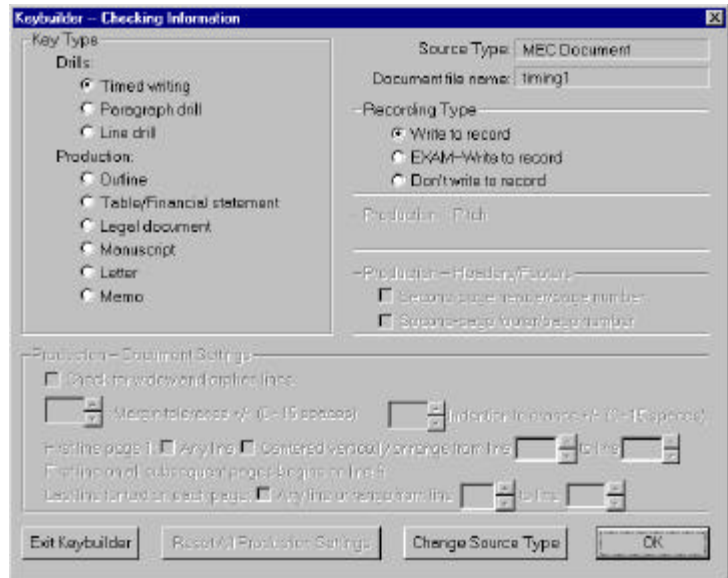 Keybuilder -- Checking Information
Key Type
Drills:
Timed writing
Paragraph drill
Line drill
Production:
Outline
Table/Financial statement
Legal document
Manuscript
Letter
Memo
Source Type: MEC Document
Document file name: timing1
Recording Type
Write to record
EXAM--Write to record
Don't write to record
Production -- Pitch
Production -- Headers/Footers
Second-page header/page number
Second-page footer/page number
Production -- Document Settings
Check for widow and orphan lines
Margin tolerance +/- (0 - 15 spaces) Indention tolerance +/- (0 - 15 spaces)
First line page 1: Any line Centered vertically or range from line to line
First line on all subsequent pages begins on line
Last line on each page: Any line or range from line to line
Exit Keybuilder Reset All Production Settings Change Source Type OK